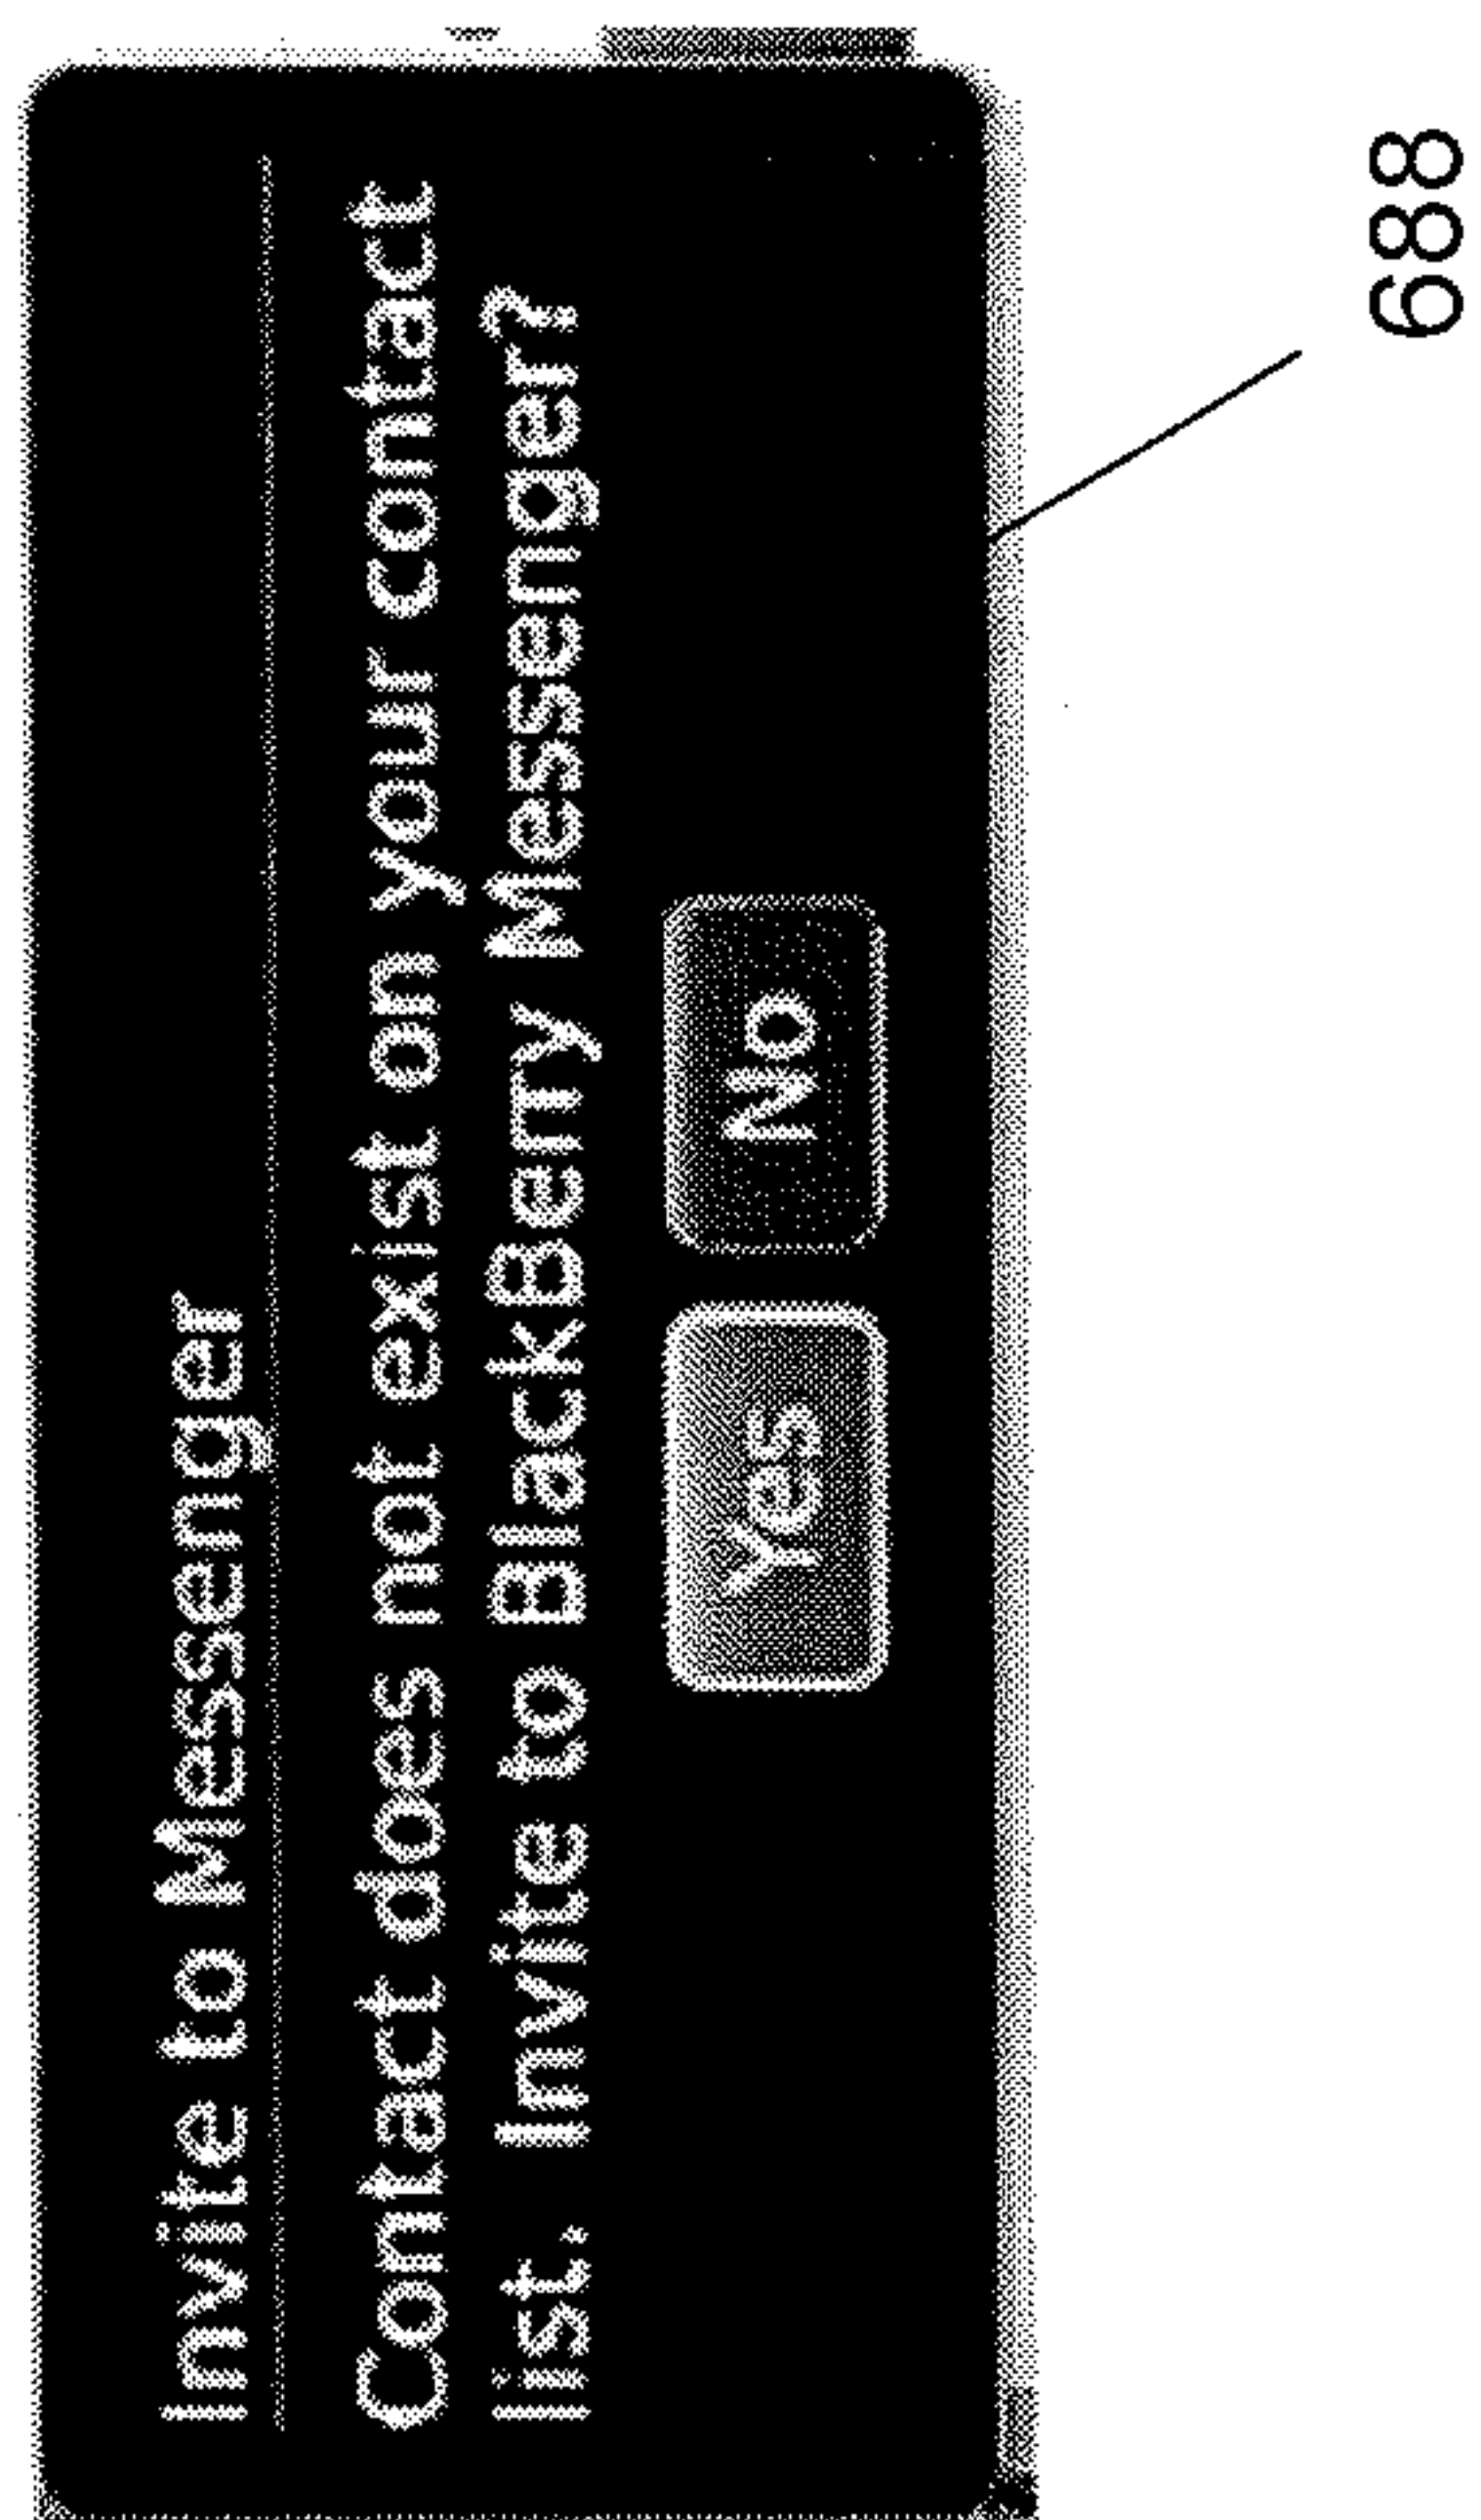 Invite to Messenger
Contact does not exist on your contact
list. Invite to BlackBerry Messenger?
Yes No
688